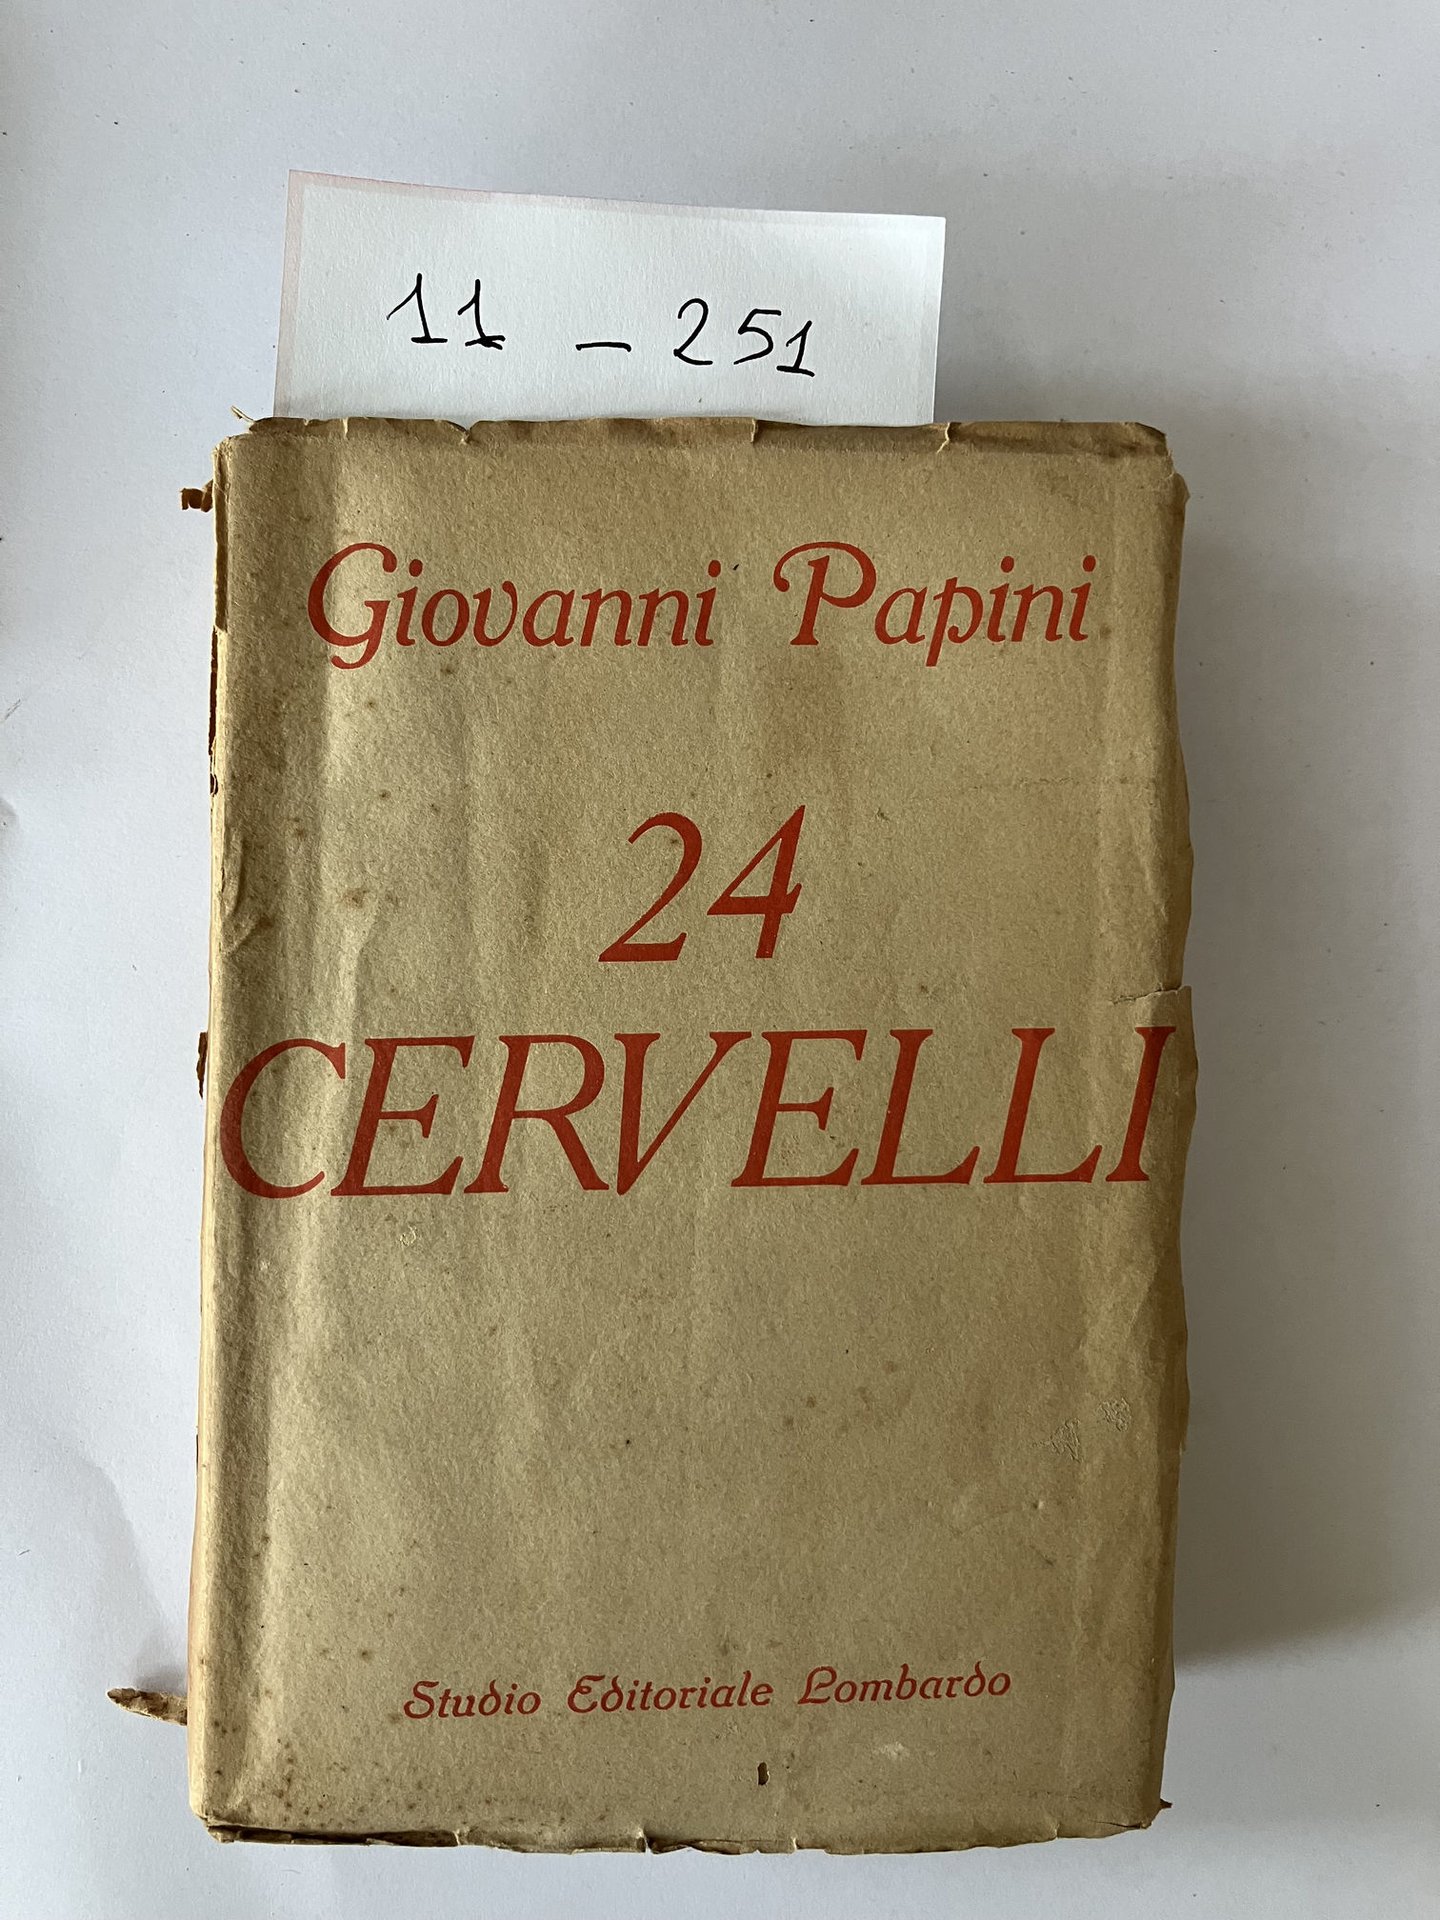 11 - 251
Giovanni Papini
24
CERVELLI
Studio Editoriale Lombardo